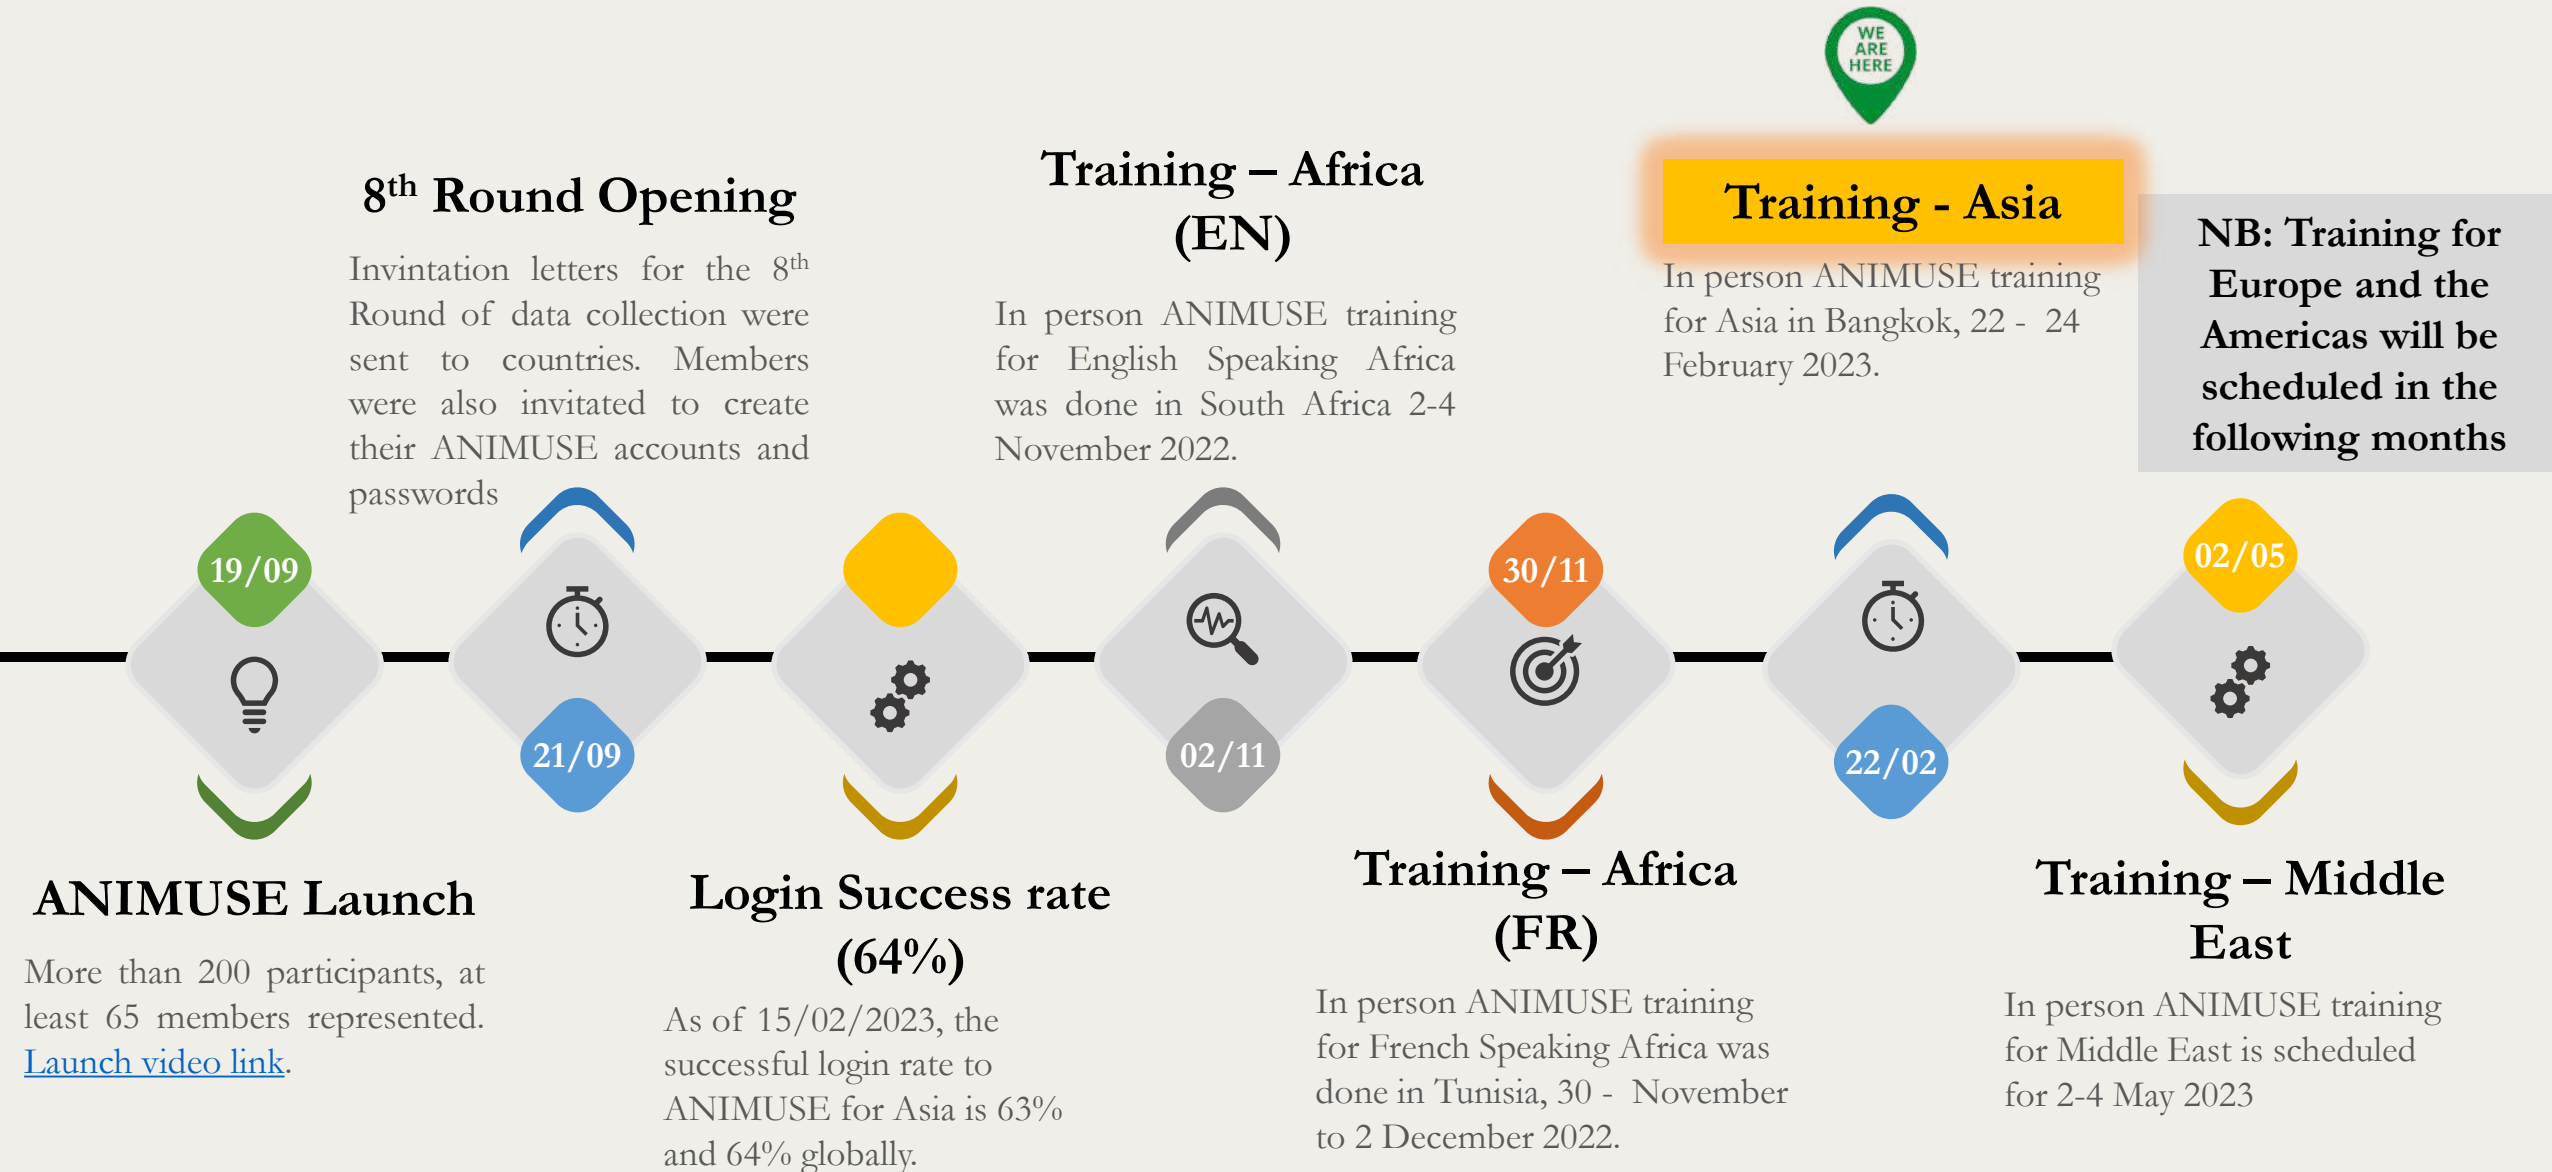 WE
ARE
HERE
8th Round Opening
Invintation letters for the 8th
Round of data collection were
sent to countries. Members
were also invitated to create
their ANIMUSE accounts and
passwords
Training – Africa
(EN)
In person ANIMUSE training
for English Speaking Africa
was done in South Africa 2-4
November 2022.
Training - Asia
In person ANIMUSE training
for Asia in Bangkok, 22 - 24
February 2023.
NB: Training for
Europe and the
Americas will be
scheduled in the
following months
19/09
21/09
02/11
30/11
22/02
02/05
ANIMUSE Launch
More than 200 participants, at
least 65 members represented.
Launch video link.
Login Success rate
(64%)
As of 15/02/2023, the
successful login rate to
ANIMUSE for Asia is 63%
and 64% globally.
Training – Africa
(FR)
In person ANIMUSE training
for French Speaking Africa was
done in Tunisia, 30 - November
to 2 December 2022.
Training – Middle
East
In person ANIMUSE training
for Middle East is scheduled
for 2-4 May 2023